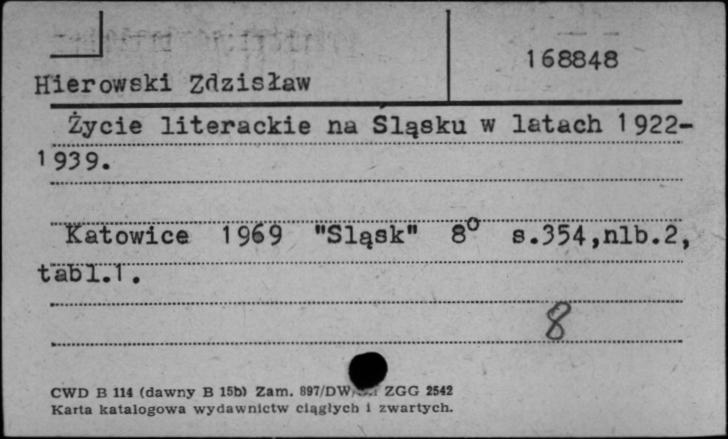 168848
Hierowski Zdzisław
Życie literackie na Śląsku w latach 1922-
1939.
Katowice 1969 "Sląsk" 8° s.354,nlb.2,
tabl.1.
8
CWD B 114 (dawny B 15b) Zam. 897/DW/ ZGG 2542
Karta katalogowa wydawnictw ciągłych i zwartych.